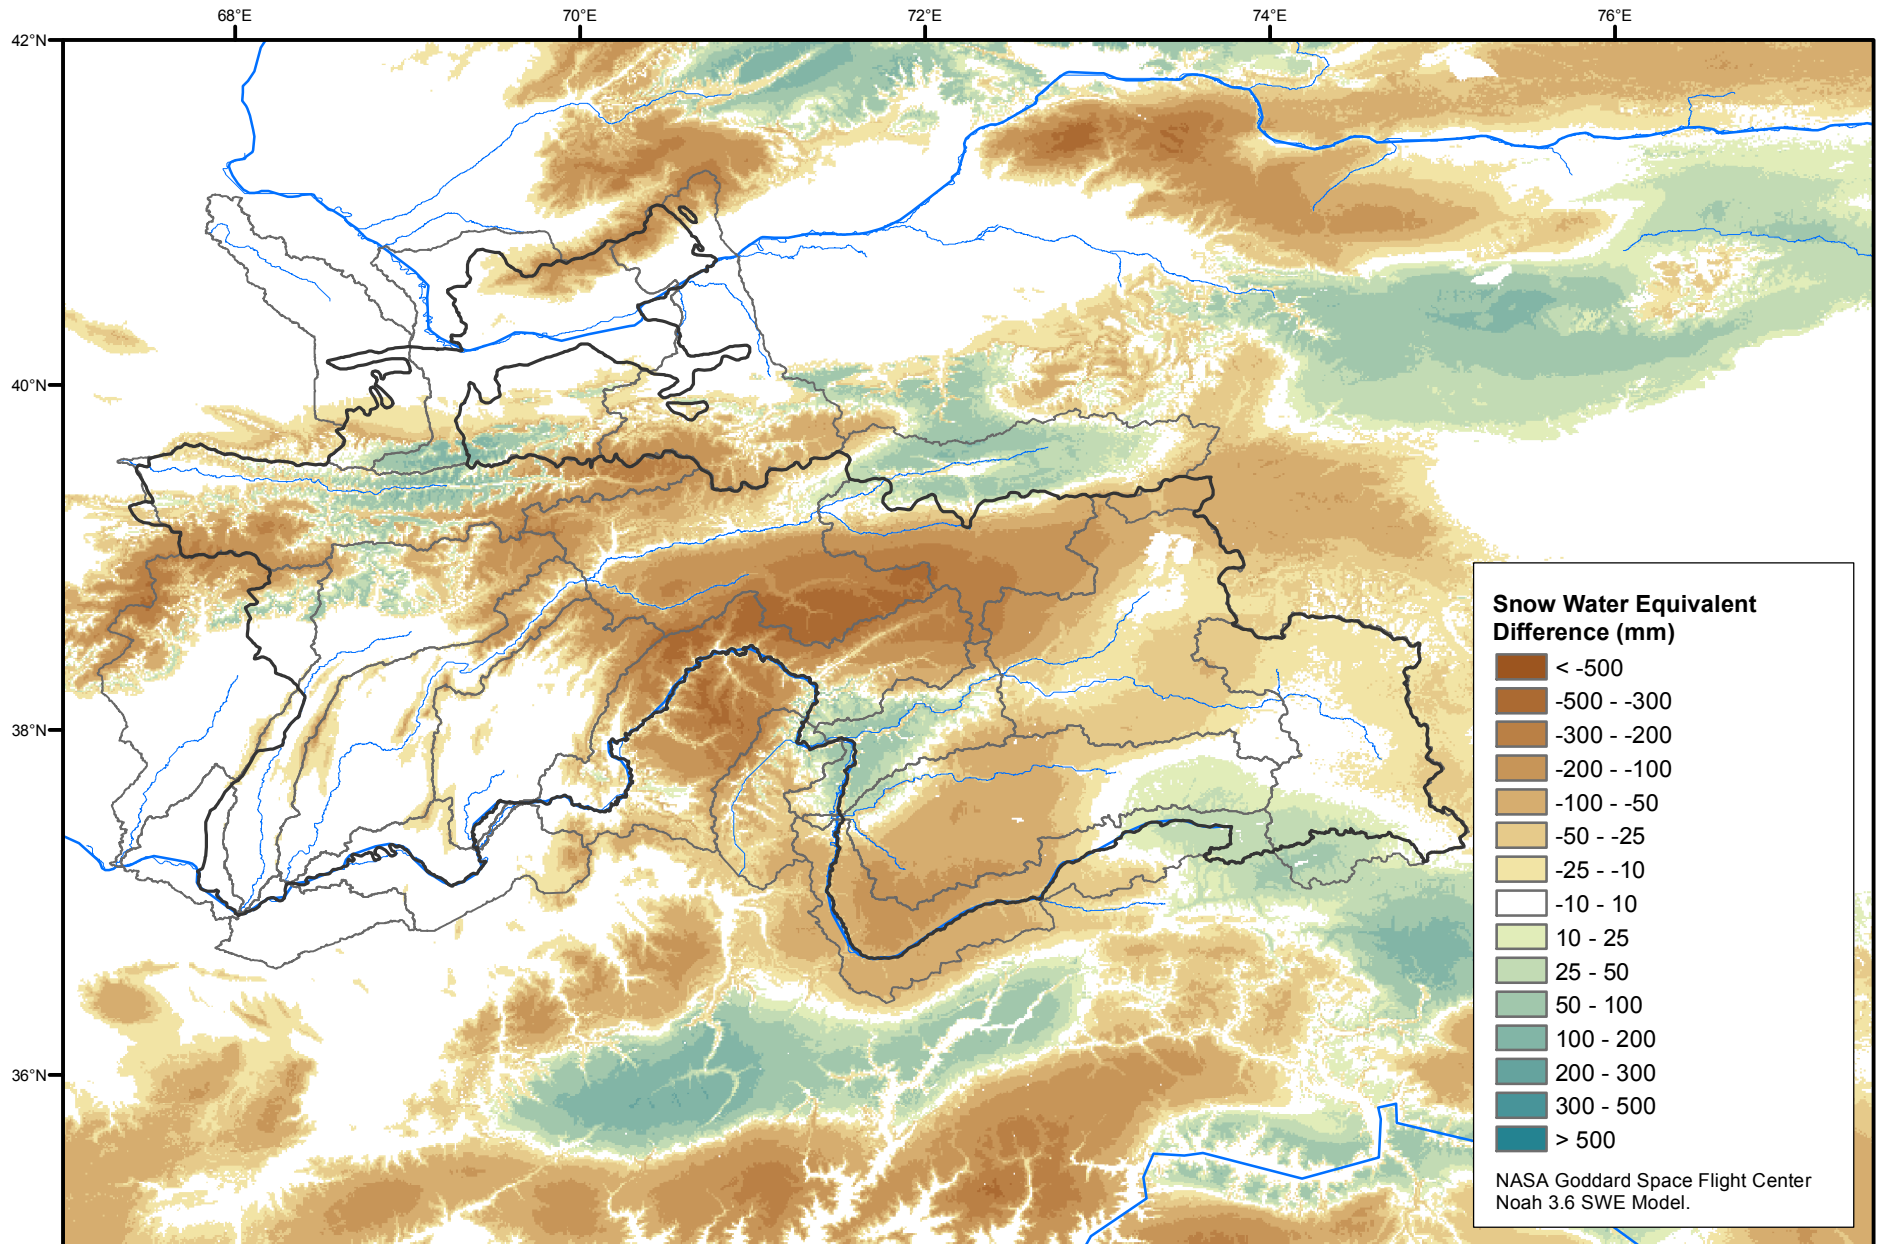 68°E 70°E 72°E 74°E 76°E
42°N
40°N
38°N
36°N
Snow Water Equivalent
Difference (mm)
< -500
-500 - -300
-300 - -200
-200 - -100
-100 - -50
-50 - -25
-25 - -10
-10 - 10
10 - 25
25 - 50
50 - 100
100 - 200
200 - 300
300 - 500
> 500
NASA Goddard Space Flight Center
Noah 3.6 SWE Model.